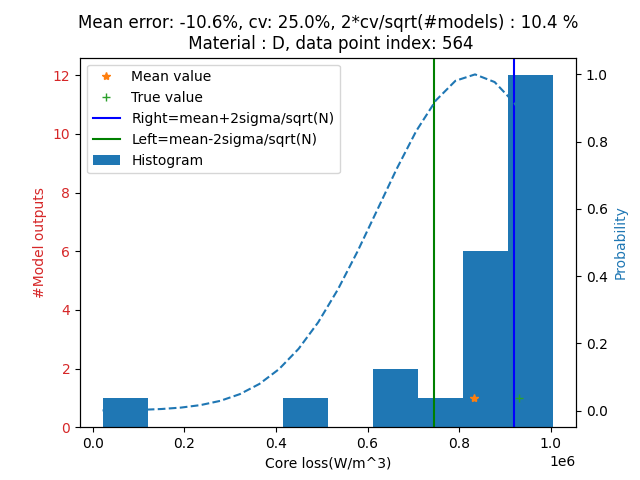 Mean error: -10.6%, cv: 25.0%, 2*cv/sqrt(#models) : 10.4 %
Material : D, data point index: 564
Mean value
True value
Right=mean+2sigma/sqrt(N)
Left=mean-2sigma/sqrt(N)
Histogram
#Model outputs
12
10
8
6
4
2
0
Probability
1.0
0.8
0.6
0.4
0.2
0.0
0.0 0.2 0.4 0.6 0.8 1.0
1e6
Core loss(W/m^3)